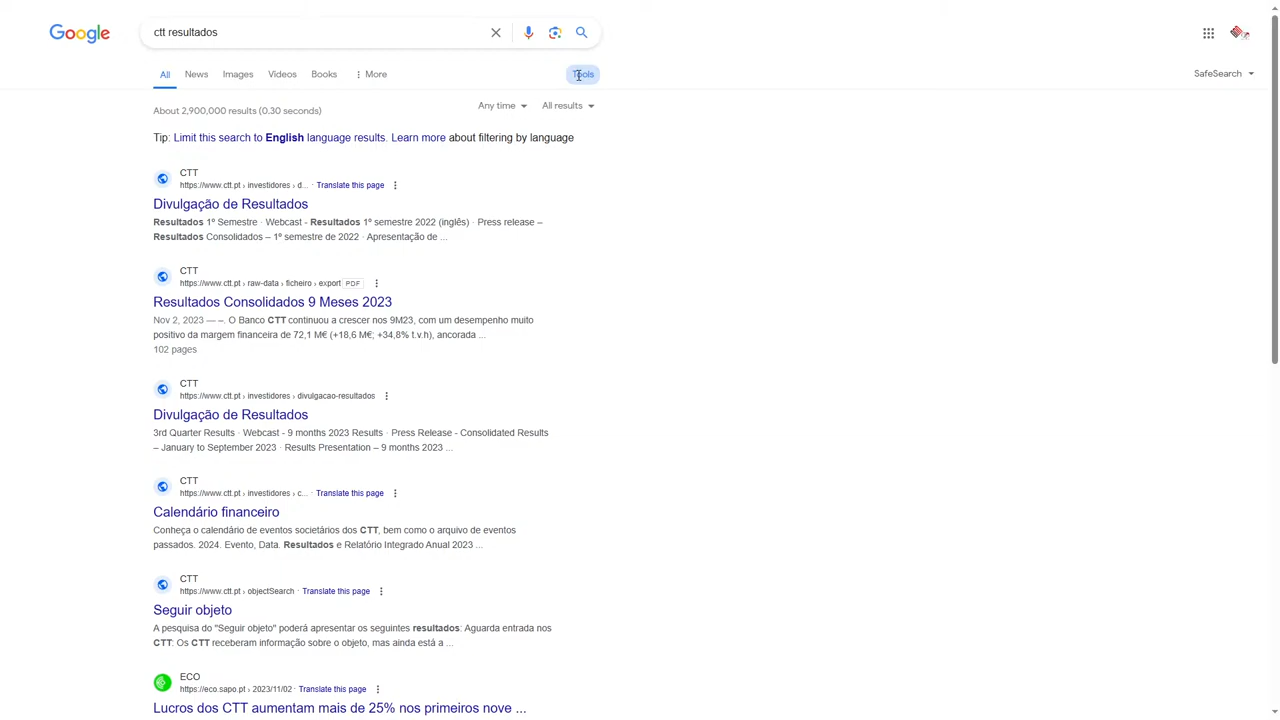 Google
ctt resultados
All News Images Videos Books More Tools
SafeSearch
About 2,900,000 results (0.30 seconds)
Any time All results
Tip: Limit this search to English language results. Learn more about filtering by language
CTT
https://www.ctt.pt › investidores › d... · Translate this page
Divulgação de Resultados
Resultados 1º Semestre · Webcast - Resultados 1º semestre 2022 (inglês) · Press release –
Resultados Consolidados – 1º semestre de 2022 · Apresentação de ...
CTT
https://www.ctt.pt › raw-data › ficheiro › export PDF
Resultados Consolidados 9 Meses 2023
Nov 2, 2023 — –. O Banco CTT continuou a crescer nos 9M23, com um desempenho muito
positivo da margem financeira de 72,1 M€ (+18,6 M€; +34,8% t.v.h), ancorada ...
102 pages
CTT
https://www.ctt.pt › investidores › divulgacao-resultados
Divulgação de Resultados
3rd Quarter Results · Webcast - 9 months 2023 Results · Press Release - Consolidated Results
– January to September 2023 · Results Presentation – 9 months 2023 ...
CTT
https://www.ctt.pt › investidores › c... · Translate this page
Calendário financeiro
Conheça o calendário de eventos societários dos CTT, bem como o arquivo de eventos
passados. 2024. Evento, Data. Resultados e Relatório Integrado Anual 2023 ...
CTT
https://www.ctt.pt › objectSearch · Translate this page
Seguir objeto
A pesquisa do "Seguir objeto" poderá apresentar os seguintes resultados: Aguarda entrada nos
CTT: Os CTT receberam informação sobre o objeto, mas ainda está a ...
ECO
https://eco.sapo.pt › 2023/11/02 · Translate this page
Lucros dos CTT aumentam mais de 25% nos primeiros nove ...